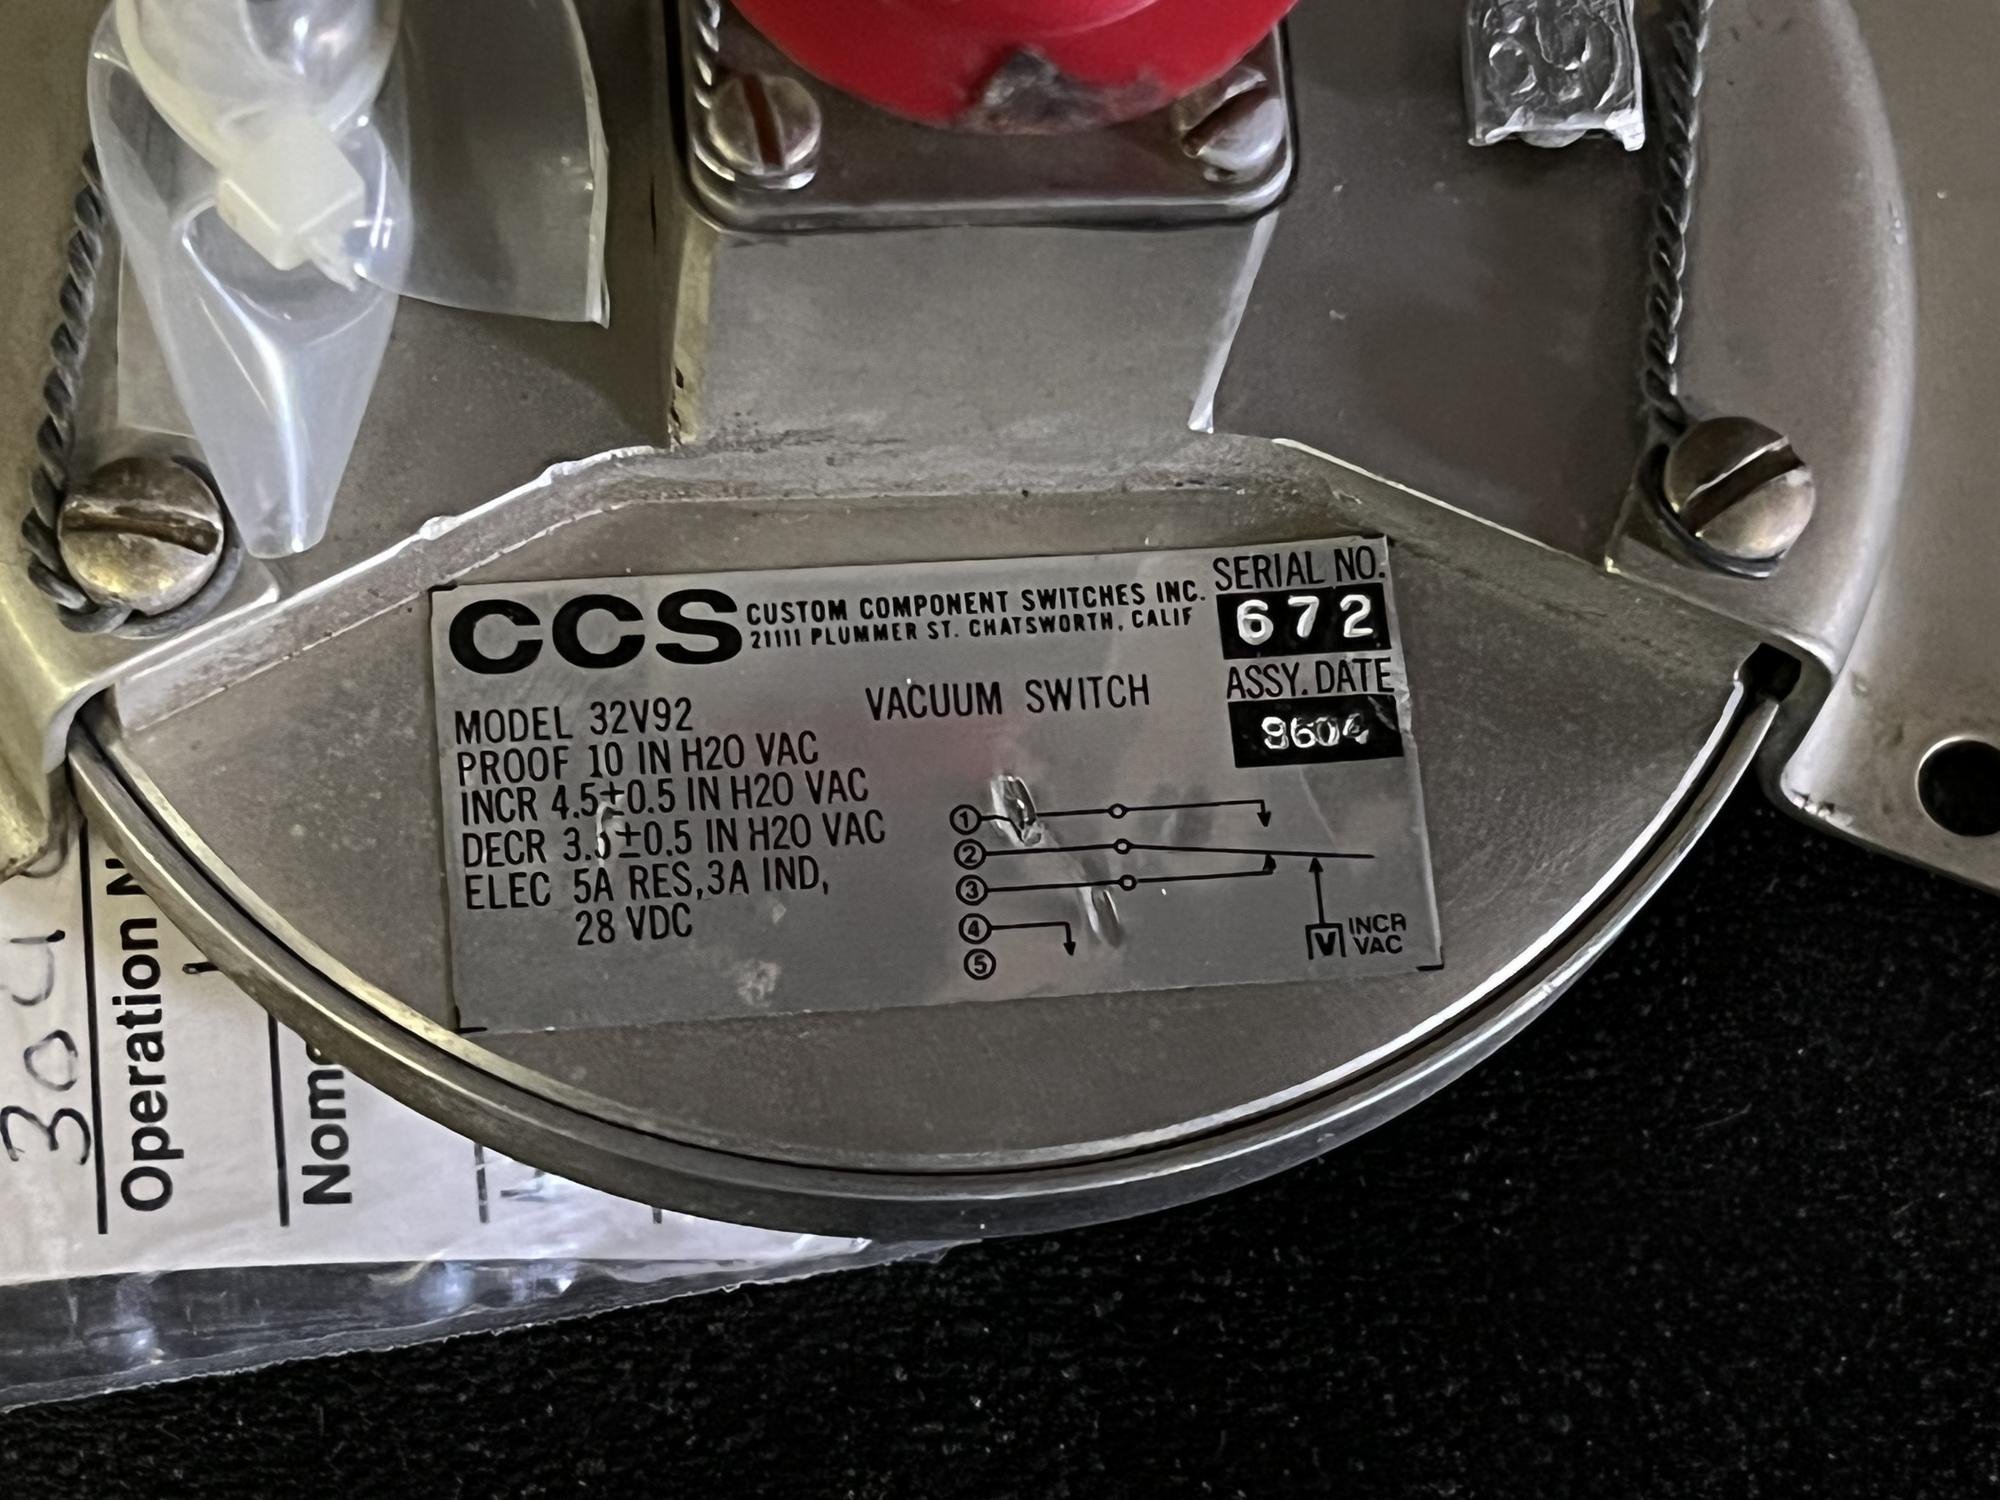 CCS CUSTOM COMPONENT SWITCHES INC.
21111 PLUMMER ST. CHATSWORTH, CALIF
SERIAL NO.
672
ASSY. DATE
9604
VACUUM SWITCH
MODEL 32V92
PROOF 10 IN H2O VAC
INCR 4.5±0.5 IN H2O VAC
DECR 3.5±0.5 IN H2O VAC
ELEC 5A RES, 3A IND,
28 VDC
1
2
3
4
5
V
INCR
VAC
304
Operation